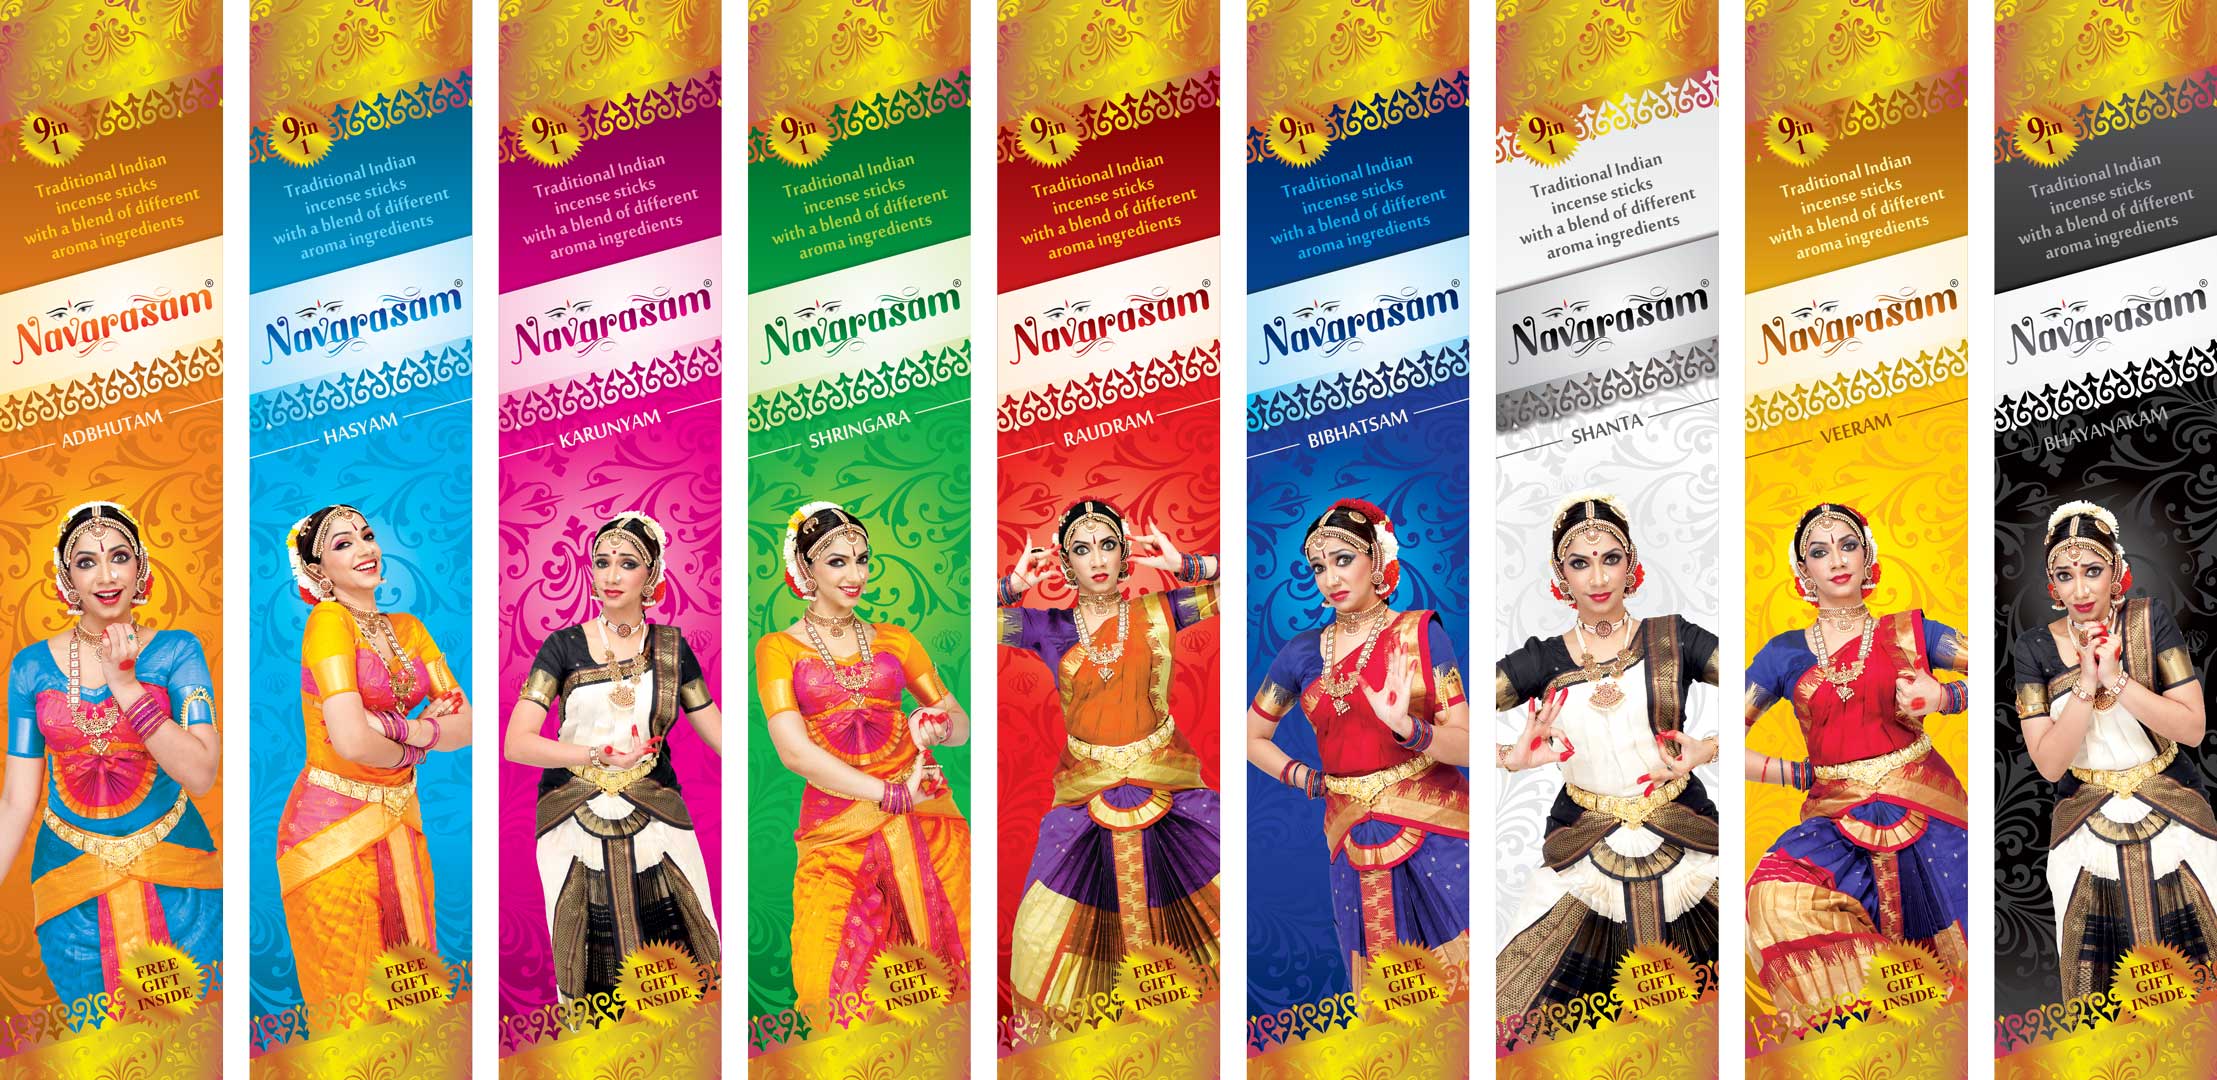 9in
1
Traditional Indian
incense sticks
with a blend of different
aroma ingredients
Navarasam®
ADBHUTAM
FREE
GIFT
INSIDE
9in
1
Traditional Indian
incense sticks
with a blend of different
aroma ingredients
Navarasam®
HASYAM
FREE
GIFT
INSIDE
9in
1
Traditional Indian
incense sticks
with a blend of different
aroma ingredients
Navarasam®
KARUNYAM
FREE
GIFT
INSIDE
9in
1
Traditional Indian
incense sticks
with a blend of different
aroma ingredients
Navarasam®
SHRINGARA
FREE
GIFT
INSIDE
9in
1
Traditional Indian
incense sticks
with a blend of different
aroma ingredients
Navarasam®
RAUDRAM
FREE
GIFT
INSIDE
9in
1
Traditional Indian
incense sticks
with a blend of different
aroma ingredients
Navarasam®
BIBHATSAM
FREE
GIFT
INSIDE
9in
1
Traditional Indian
incense sticks
with a blend of different
aroma ingredients
Navarasam®
SHANTA
FREE
GIFT
INSIDE
9in
1
Traditional Indian
incense sticks
with a blend of different
aroma ingredients
Navarasam®
VEERAM
FREE
GIFT
INSIDE
9in
1
Traditional Indian
incense sticks
with a blend of different
aroma ingredients
Navarasam®
BHAYANAKAM
FREE
GIFT
INSIDE